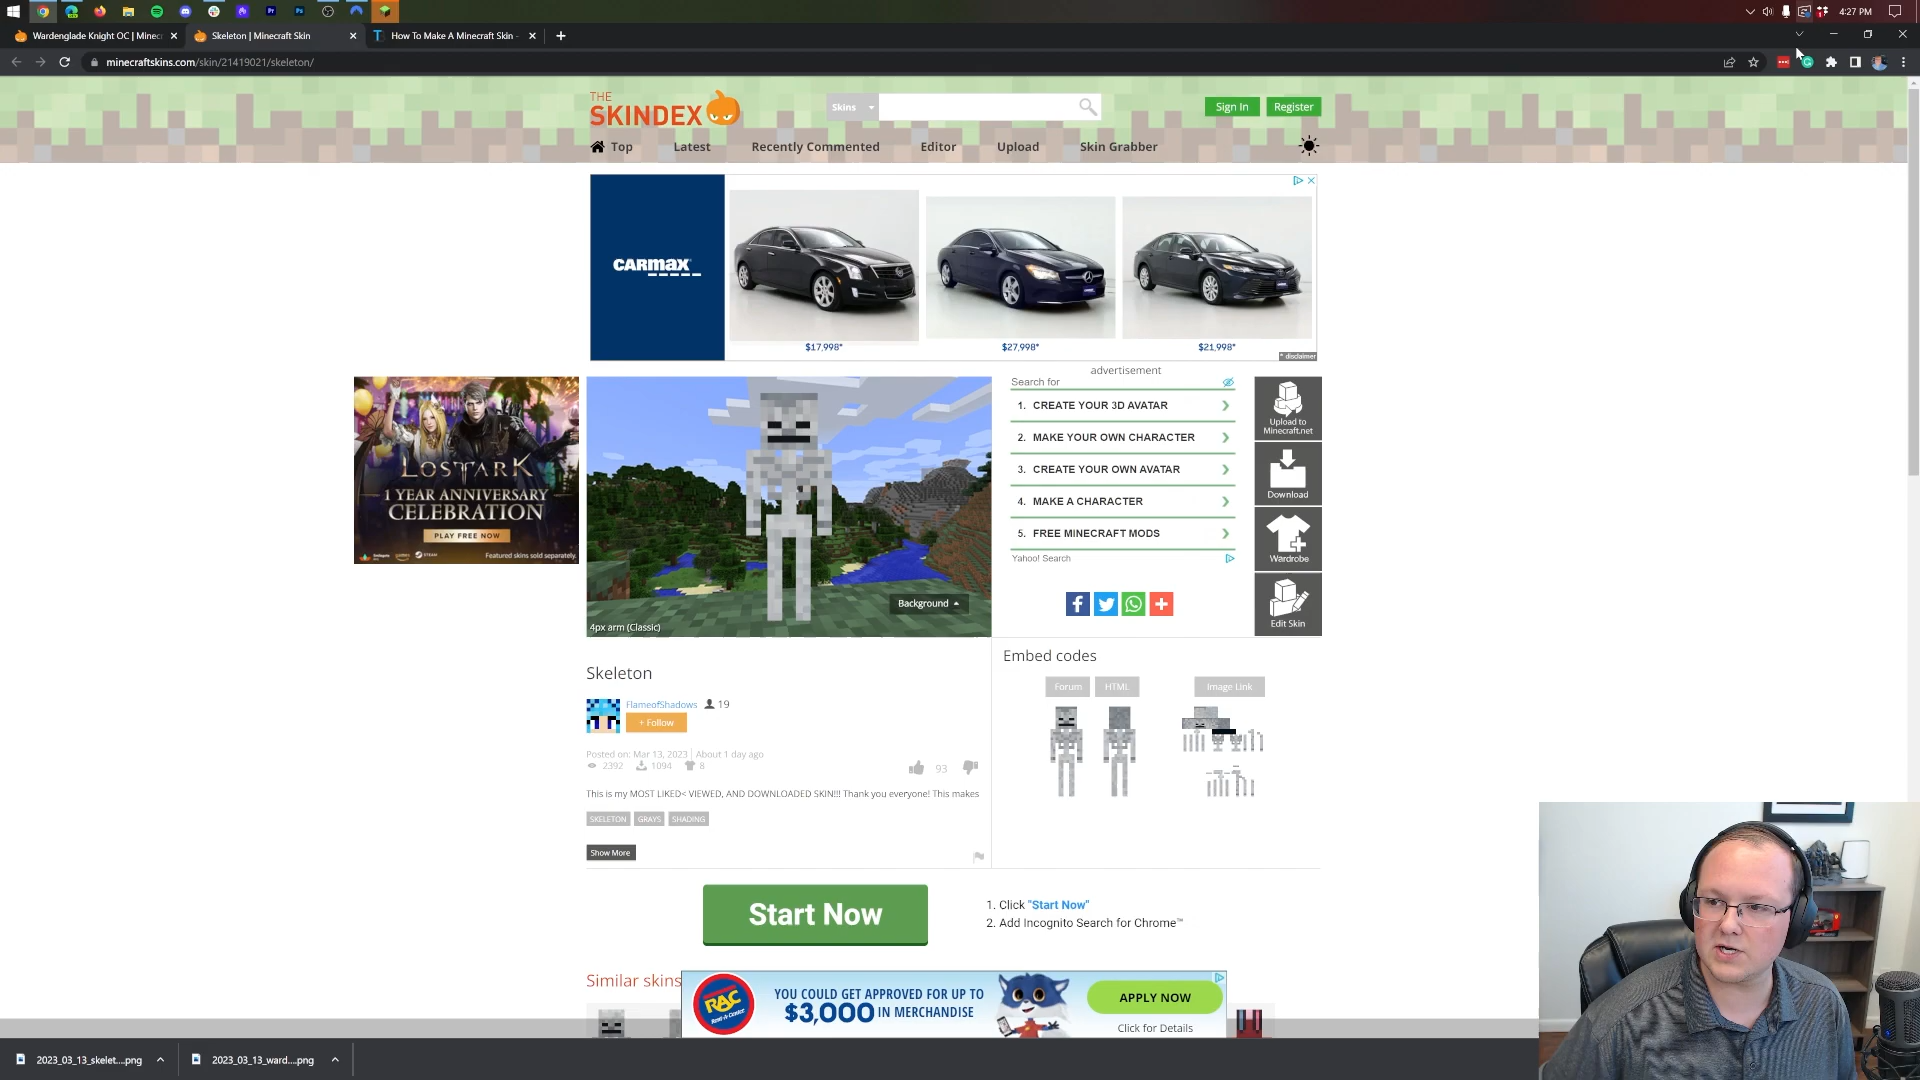 4:27 PM
Wardenglade Knight OC | Minec
Skeleton | Minecraft Skin
How To Make A Minecraft Skin -
minecraftskins.com/skin/21419021/skeleton/
THE
SKINDEX
Skins
Sign In
Register
Top
Latest
Recently Commented
Editor
Upload
Skin Grabber
CARMAX
$17,998*
$27,998*
$21,998*
* disclaimer
advertisement
LOST ARK
1 YEAR ANNIVERSARY
CELEBRATION
PLAY FREE NOW
STEAM
Featured skins sold separately.
Background
4px arm (Classic)
Search for
1. CREATE YOUR 3D AVATAR
2. MAKE YOUR OWN CHARACTER
3. CREATE YOUR OWN AVATAR
4. MAKE A CHARACTER
5. FREE MINECRAFT MODS
Yahoo! Search
Upload to
Minecraft.net
Download
Wardrobe
Edit Skin
Skeleton
FlameofShadows 19
+ Follow
Posted on: Mar 13, 2023 | About 1 day ago
2392 1094 8
93
This is my MOST LIKED< VIEWED, AND DOWNLOADED SKIN!!! Thank you everyone! This makes
SKELETON GRAYS SHADING
Show More
Embed codes
Forum
HTML
Image Link
Start Now
1. Click "Start Now"
2. Add Incognito Search for Chrome™
Similar skins
RAC
Rent-A-Center
YOU COULD GET APPROVED FOR UP TO
$3,000 IN MERCHANDISE
APPLY NOW
Click for Details
2023_03_13_skelet....png
2023_03_13_ward....png